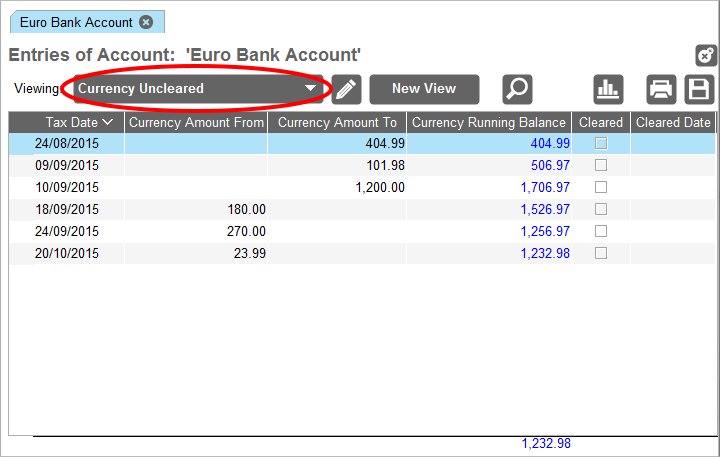 Euro Bank Account
Entries of Account: 'Euro Bank Account'
Viewing: Currency Uncleared New View
Tax Date Currency Amount From Currency Amount To Currency Running Balance Cleared Cleared Date
24/08/2015 404.99 404.99
09/09/2015 101.98 506.97
10/09/2015 1,200.00 1,706.97
18/09/2015 180.00 1,526.97
24/09/2015 270.00 1,256.97
20/10/2015 23.99 1,232.98
1,232.98